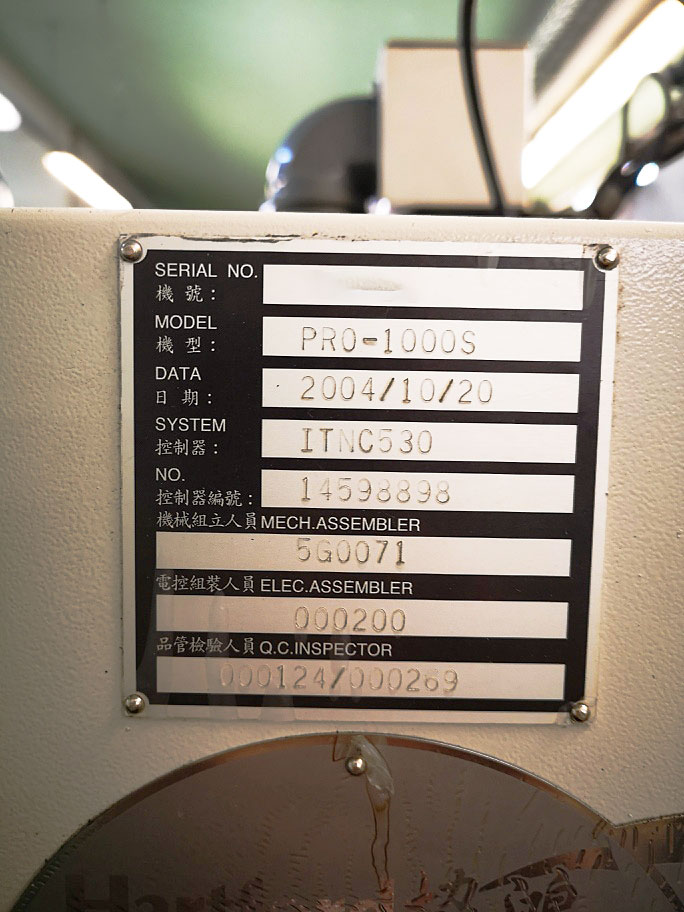 SERIAL NO.
機 號：
MODEL
機 型： PRO-1000S
DATA
日 期： 2004/10/20
SYSTEM
控制器： ITNC530
NO.
控制器編號： 14598898
機械組立人員 MECH.ASSEMBLER
5G0071
電控組裝人員 ELEC.ASSEMBLER
000200
品管檢驗人員 Q.C.INSPECTOR
000124/000269